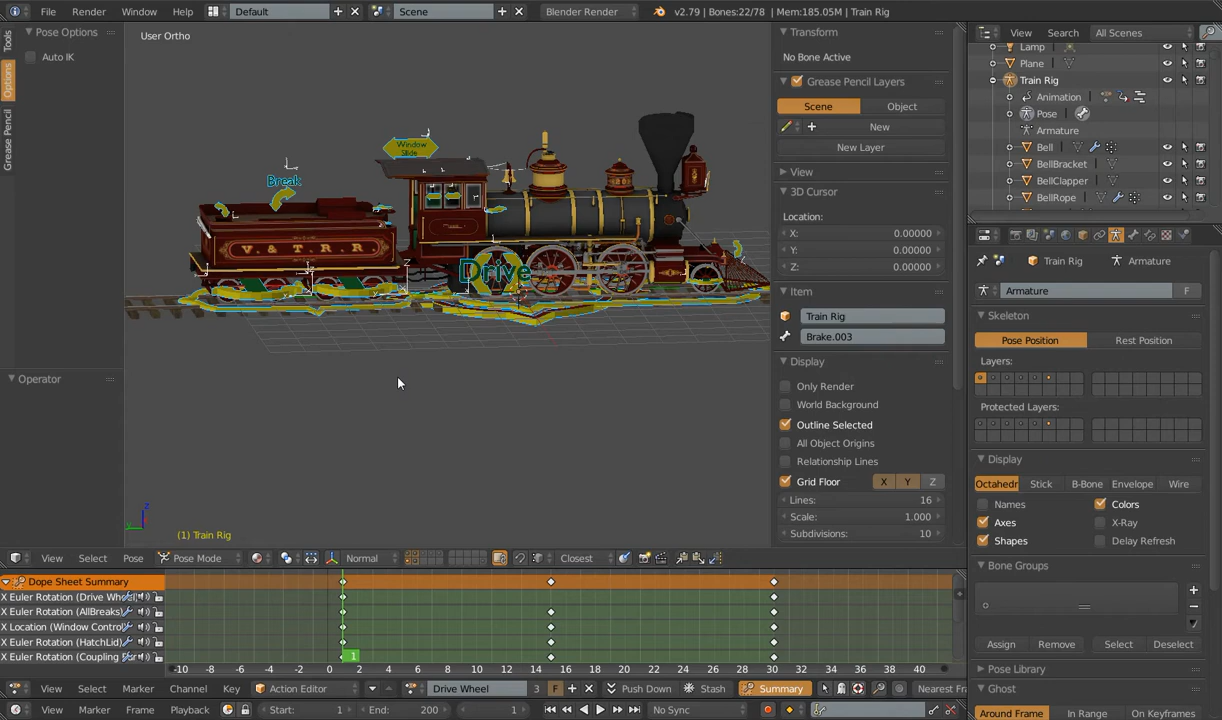 File Render Window Help Default Scene Blender Render v2.79 | Bones:22/78 | Mem:185.05M | Train Rig
Tools
Options
Grease Pencil
Pose Options
Auto IK
Operator
User Ortho
Window
Slide
Break
V. & T. R. R
Drive
(1) Train Rig
Transform
No Bone Active
Grease Pencil Layers
Scene Object
New
New Layer
View
3D Cursor
Location:
X: 0.00000
Y: 0.00000
Z: 0.00000
Item
Train Rig
Brake.003
Display
Only Render
World Background
Outline Selected
All Object Origins
Relationship Lines
Grid Floor X Y Z
Lines: 16
Scale: 1.000
Subdivisions: 10
View Search All Scenes
Lamp
Plane
Train Rig
Animation
Pose
Armature
Bell
BellBracket
BellClapper
BellRope
Train Rig Armature
Armature F
Skeleton
Pose Position Rest Position
Layers:
Protected Layers:
Display
Octahedr Stick B-Bone Envelope Wire
Names Colors
Axes X-Ray
Shapes Delay Refresh
Bone Groups
Assign Remove Select Deselect
Pose Library
Ghost
Around Frame In Range On Keyframes
View Select Pose Pose Mode Normal Closest
Dope Sheet Summary
X Euler Rotation (Drive Wheel)
X Euler Rotation (AllBreaks)
X Location (Window Control)
X Euler Rotation (HatchLid)
X Euler Rotation (Coupling
1
-10 -8 -6 -4 -2 0 2 4 6 8 10 12 14 16 18 20 22 24 26 28 30 32 34 36 38 40
View Select Marker Channel Key Action Editor Drive Wheel 3 F Push Down Stash Summary Nearest Fra
View Marker Frame Playback Start: 1 End: 200 1 No Sync